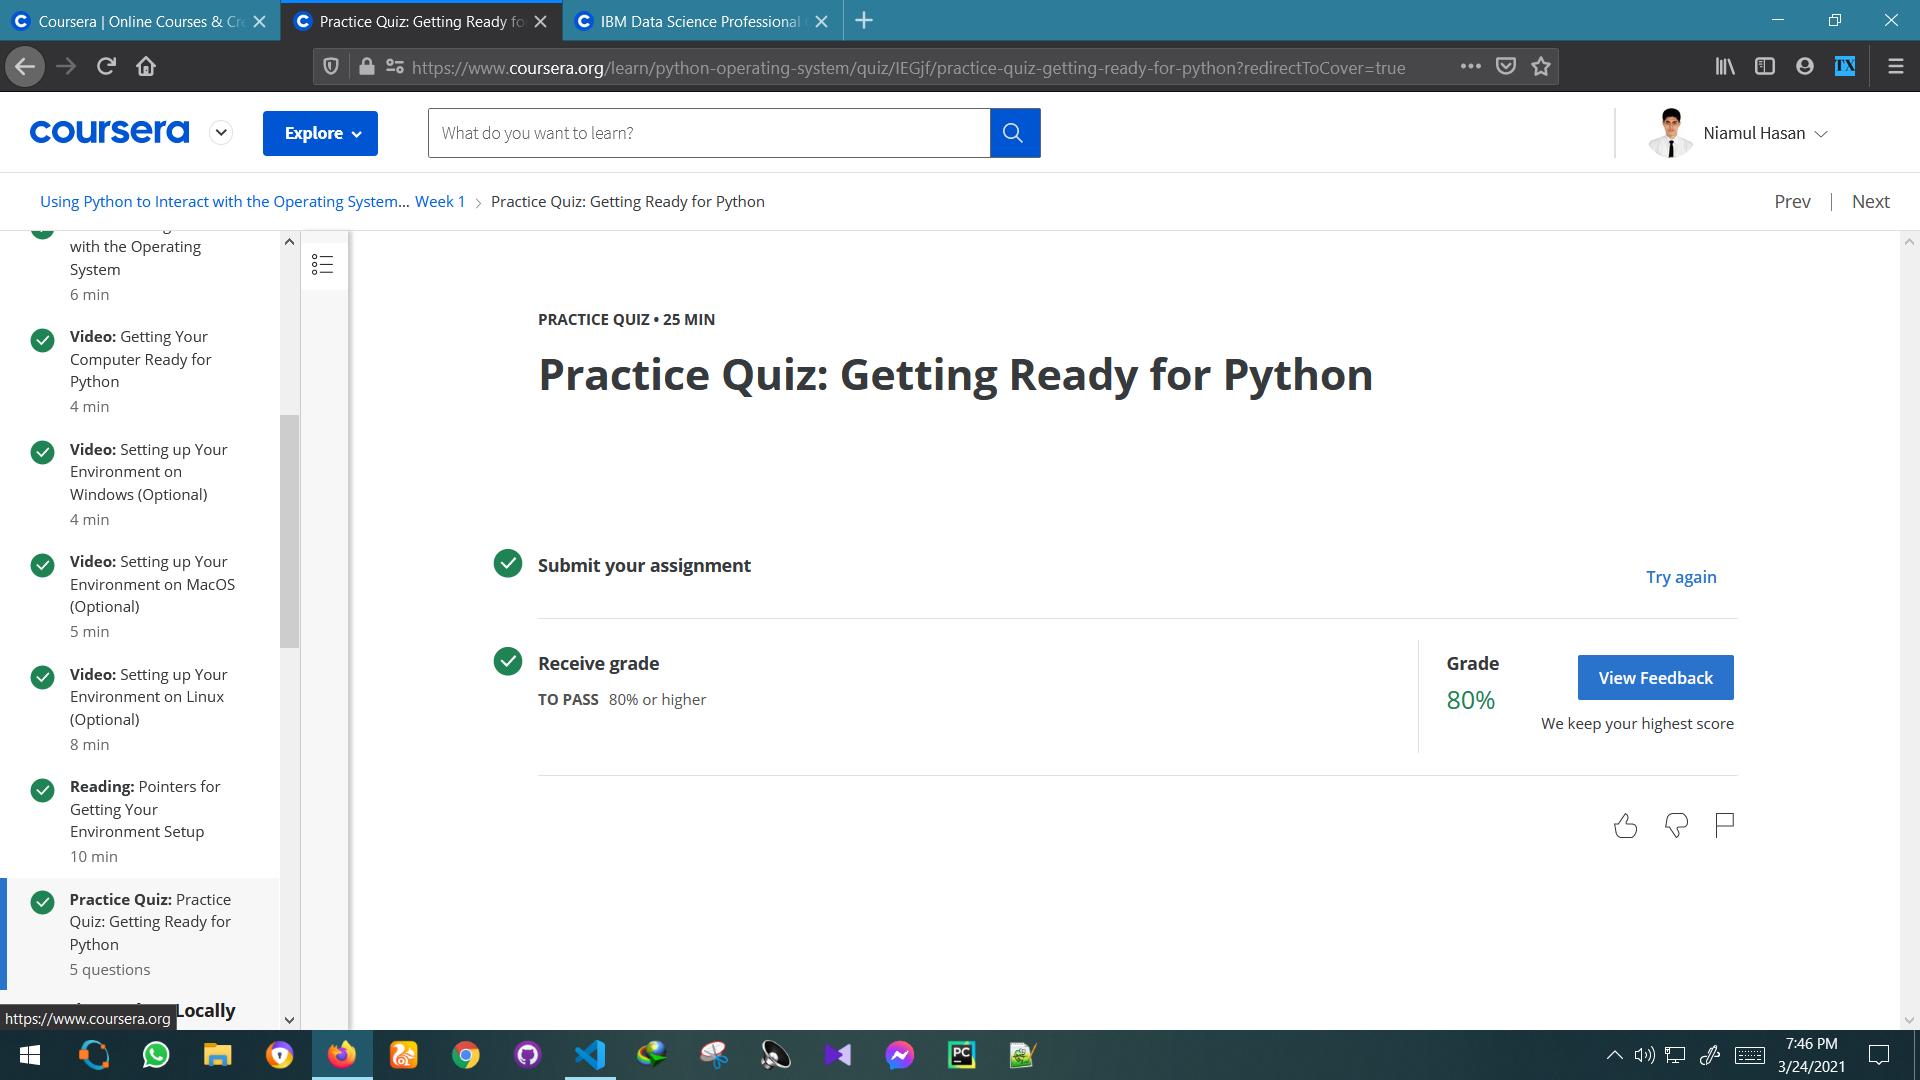 Coursera | Online Courses & Cre
Practice Quiz: Getting Ready fo
IBM Data Science Professional
https://www.coursera.org/learn/python-operating-system/quiz/IEGjf/practice-quiz-getting-ready-for-python?redirectToCover=true
TX
coursera
Explore
What do you want to learn?
Niamul Hasan
Using Python to Interact with the Operating System... Week 1 > Practice Quiz: Getting Ready for Python
Prev | Next
with the Operating
System
6 min
Video: Getting Your
Computer Ready for
Python
4 min
Video: Setting up Your
Environment on
Windows (Optional)
4 min
Video: Setting up Your
Environment on MacOS
(Optional)
5 min
Video: Setting up Your
Environment on Linux
(Optional)
8 min
Reading: Pointers for
Getting Your
Environment Setup
10 min
Practice Quiz: Practice
Quiz: Getting Ready for
Python
5 questions
Locally
https://www.coursera.org
PRACTICE QUIZ • 25 MIN
Practice Quiz: Getting Ready for Python
Submit your assignment
Try again
Receive grade
TO PASS 80% or higher
Grade
80%
View Feedback
We keep your highest score
PC
7:46 PM
3/24/2021